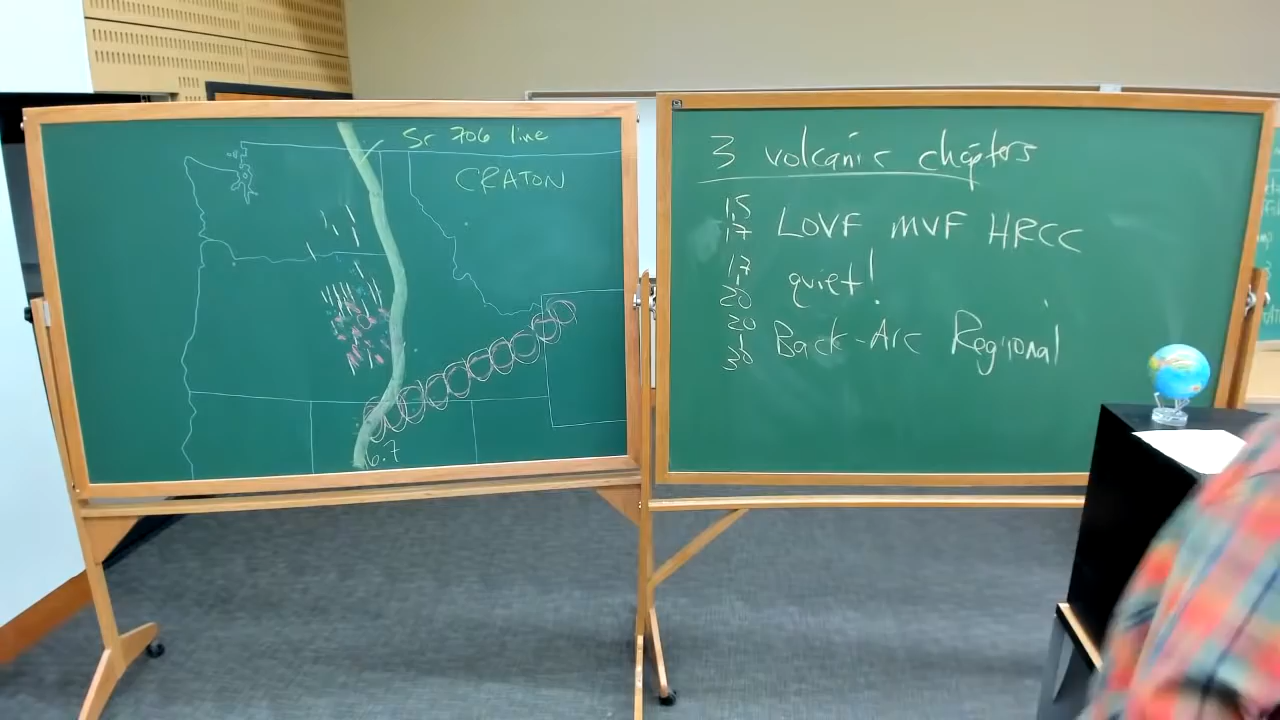 Sr 706 line
CRATON
16.7
3 volcanic chapters
15
17 LOVF MVF HRCC
17
20 quiet!
20
30 Back-Arc Regional